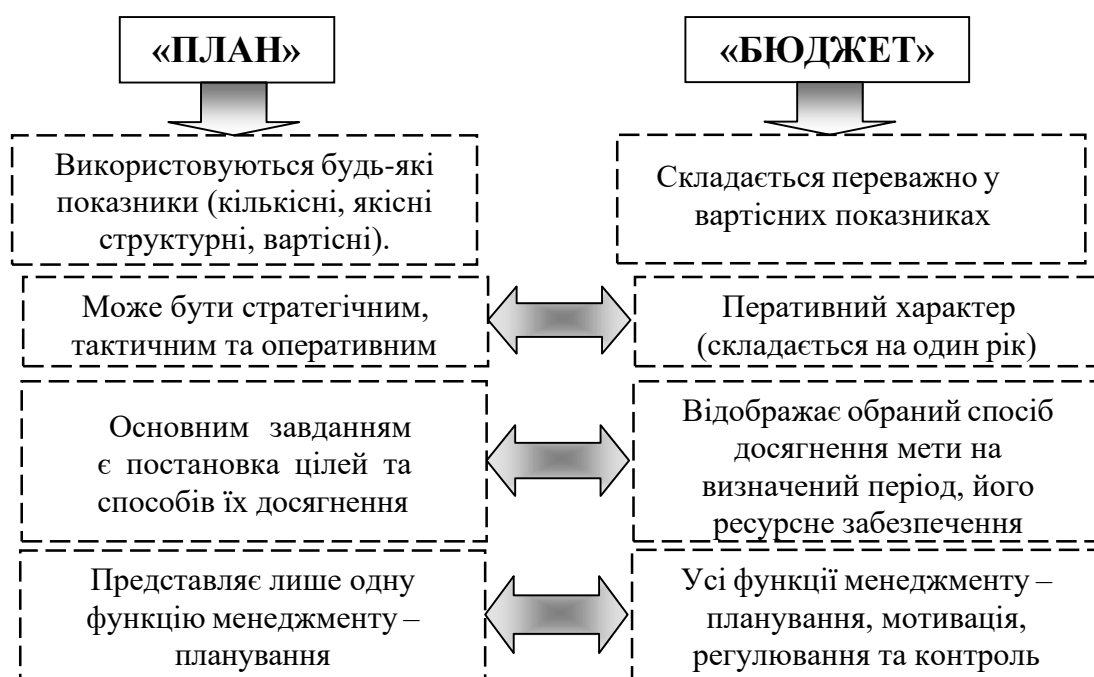 «ПЛАН»
Використовуються будь-які
показники (кількісні, якісні
структурні, вартісні).
Може бути стратегічним,
тактичним та оперативним
Основним завданням
є постановка цілей та
способів їх досягнення
Представляє лише одну
функцію менеджменту –
планування
«БЮДЖЕТ»
Складається переважно у
вартісних показниках
Перативний характер
(складається на один рік)
Відображає обраний спосіб
досягнення мети на
визначений період, його
ресурсне забезпечення
Усі функції менеджменту –
планування, мотивація,
регулювання та контроль